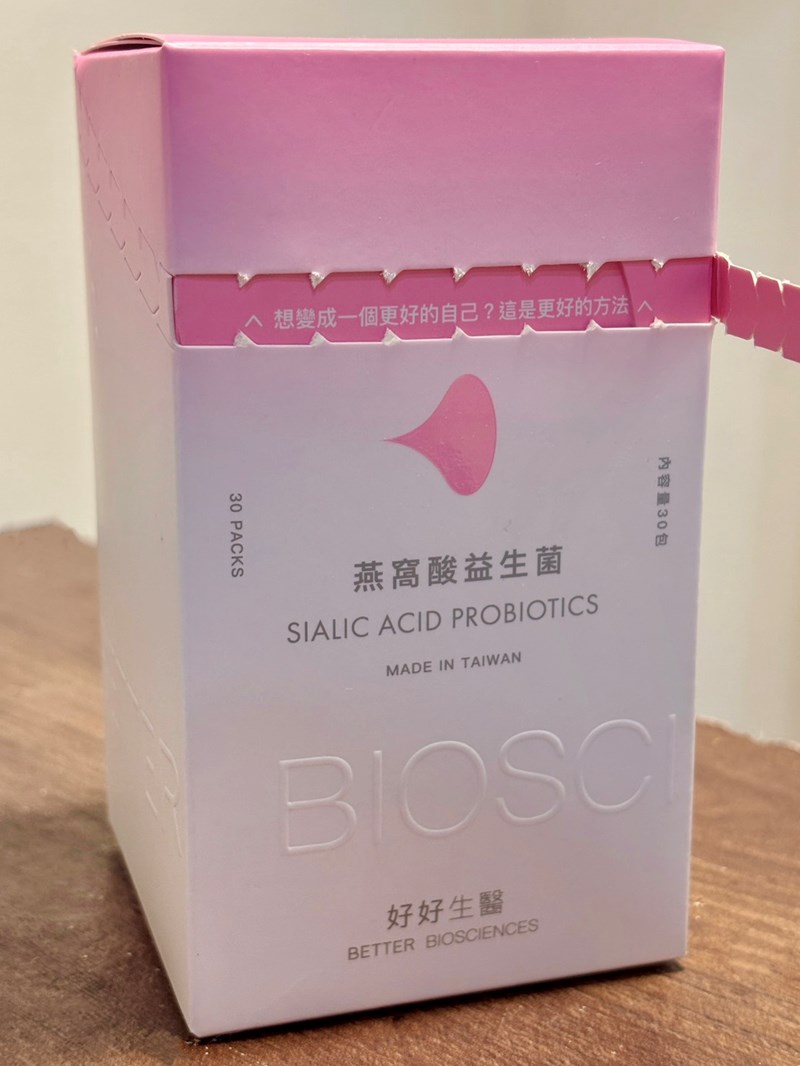 ^ 想變成一個更好的自己？這是更好的方法 ^
30 PACKS
內容量30包
燕窩酸益生菌
SIALIC ACID PROBIOTICS
MADE IN TAIWAN
BIOSCI
好好生醫
BETTER BIOSCIENCES